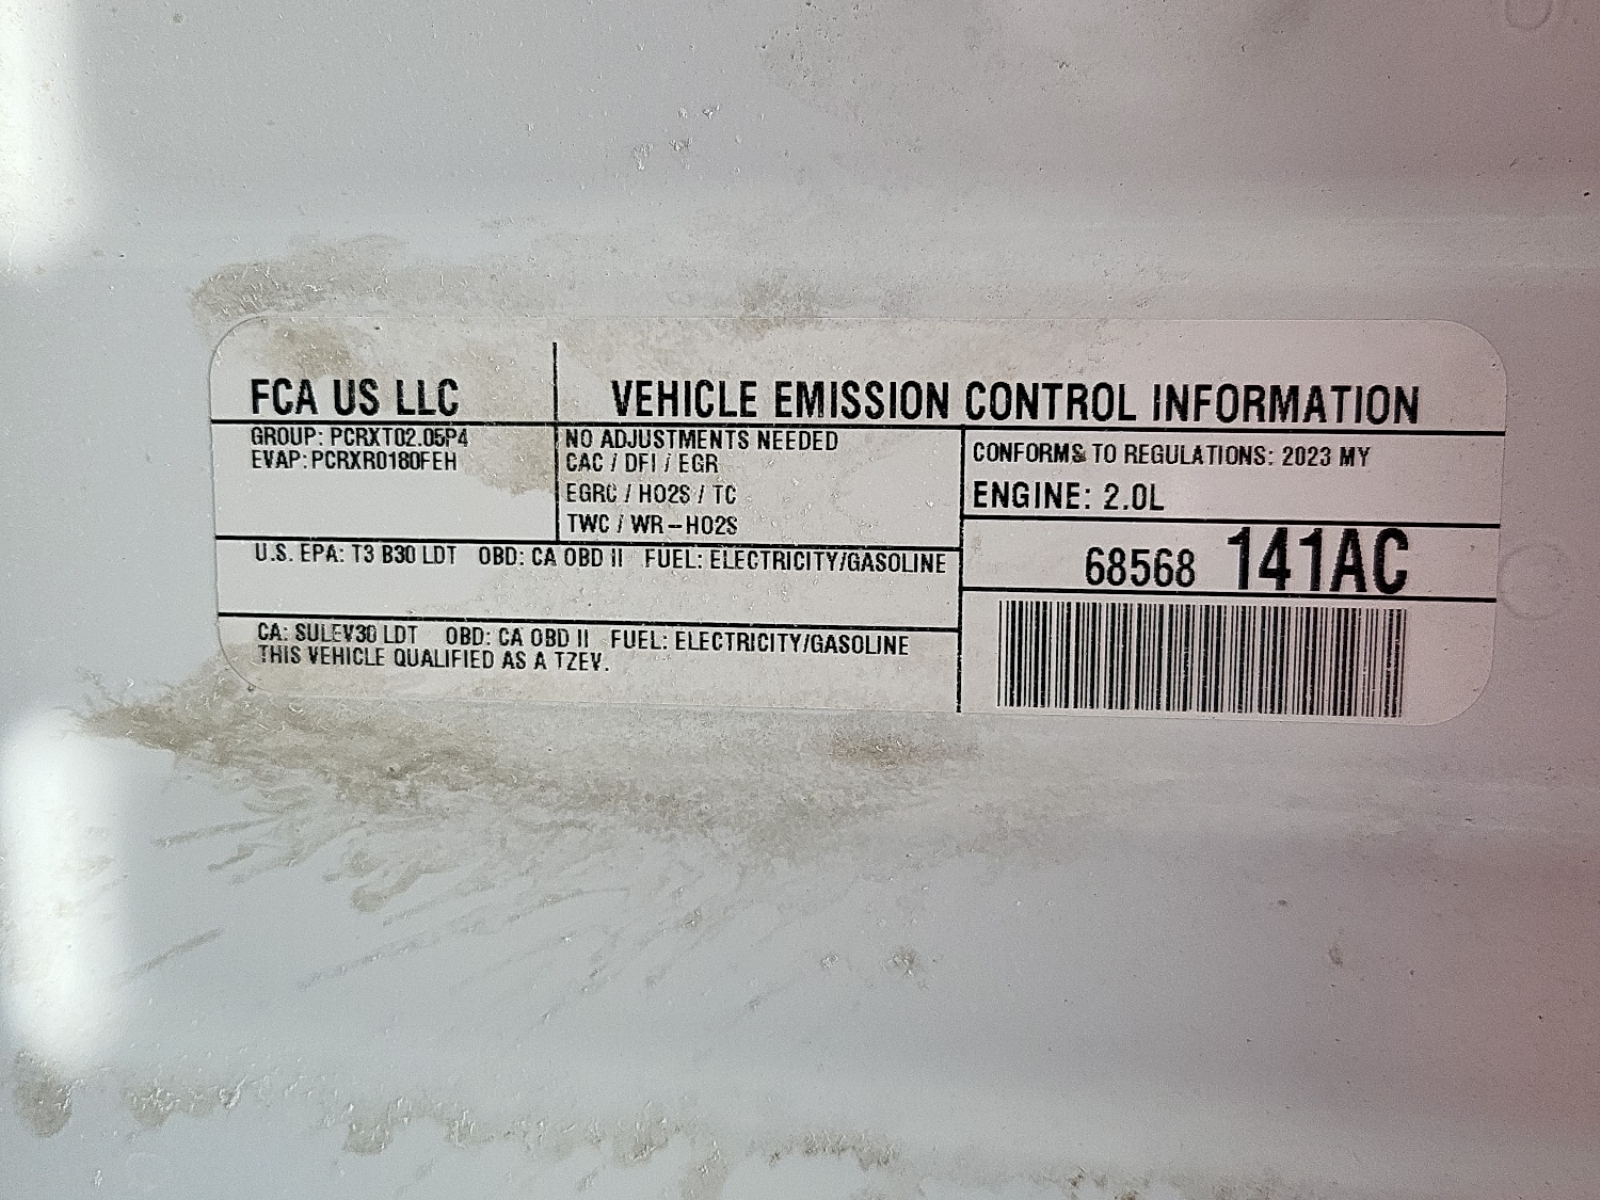 FCA US LLC
VEHICLE EMISSION CONTROL INFORMATION
GROUP: PCRXT02.05P4
EVAP: PCRXR0180FEH
NO ADJUSTMENTS NEEDED
CAC / DFI / EGR
EGRC / HO2S / TC
TWC / WR-HO2S
CONFORMS TO REGULATIONS: 2023 MY
ENGINE: 2.0L
68568 141AC
U.S. EPA: T3 B30 LDT OBD: CA OBD II FUEL: ELECTRICITY/GASOLINE
CA: SULEV30 LDT OBD: CA OBD II FUEL: ELECTRICITY/GASOLINE
THIS VEHICLE QUALIFIED AS A TZEV.